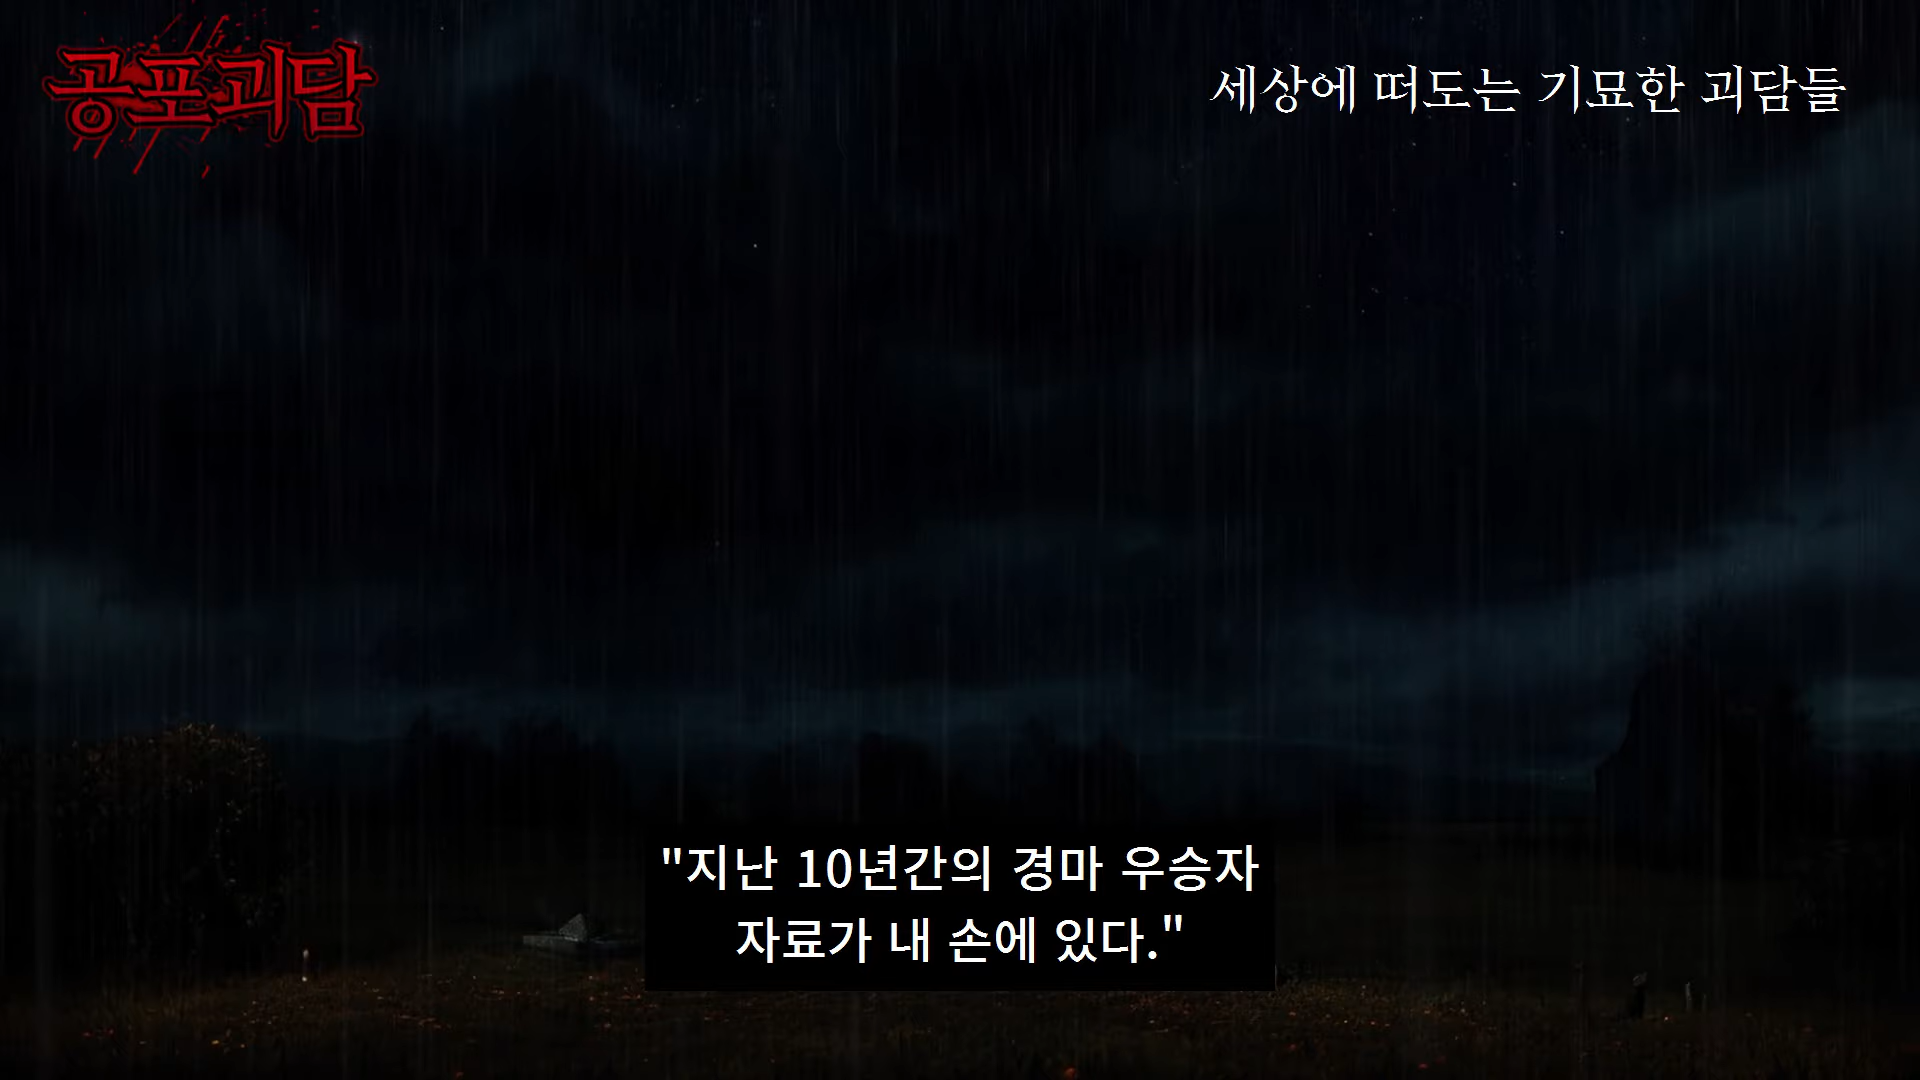 공포괴담
세상에 떠도는 기묘한 괴담들
"지난 10년간의 경마 우승자
자료가 내 손에 있다."